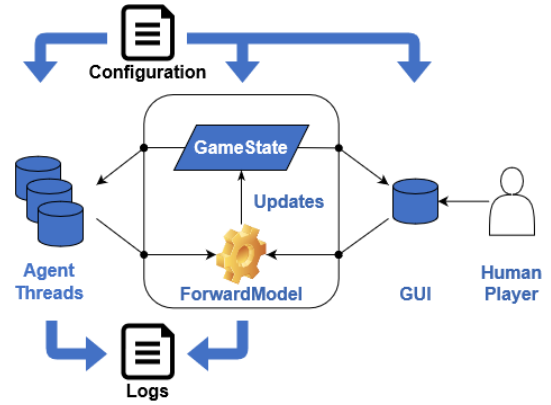 Configuration
GameState
Updates
Agent
Threads
ForwardModel
GUI
Human
Player
Logs